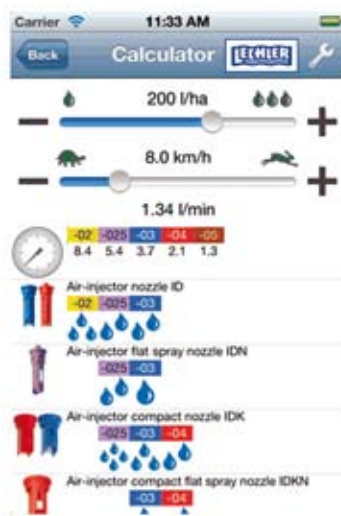 Carrier 11:33 AM
Back Calculator LECHLER
200 l/ha
8.0 km/h
1.34 l/min
-02 -025 -03 -04 -05
8.4 5.4 3.7 2.1 1.3
Air-injector nozzle ID
-02 -025 -03
Air-injector flat spray nozzle IDN
-025 -03
Air-injector compact nozzle IDK
-025 -03 -04
Air-injector compact flat spray nozzle IDKN
-03 -04